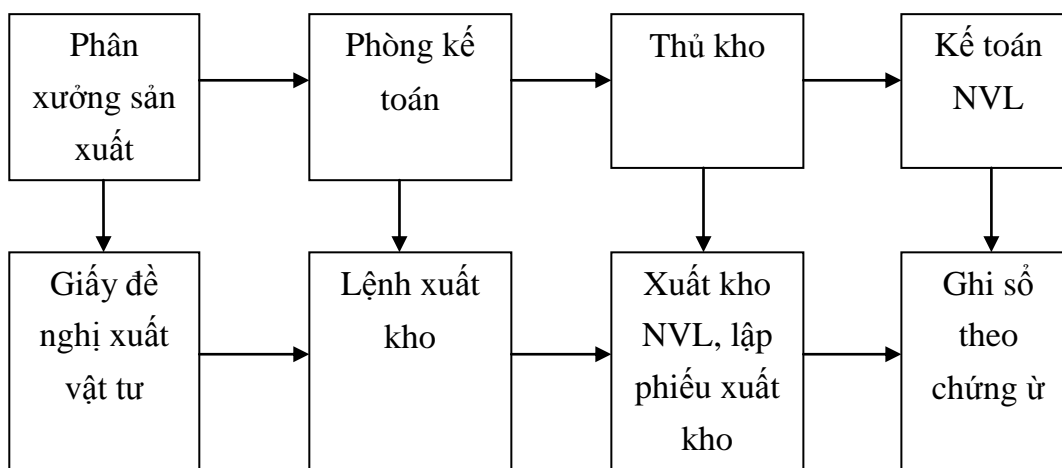 Phân
xưởng sản
xuất
Phòng kế
toán
Thủ kho
Kế toán
NVL
Giấy đề
nghị xuất
vật tư
Lệnh xuất
kho
Xuất kho
NVL, lập
phiếu xuất
kho
Ghi sổ
theo
chứng ừ